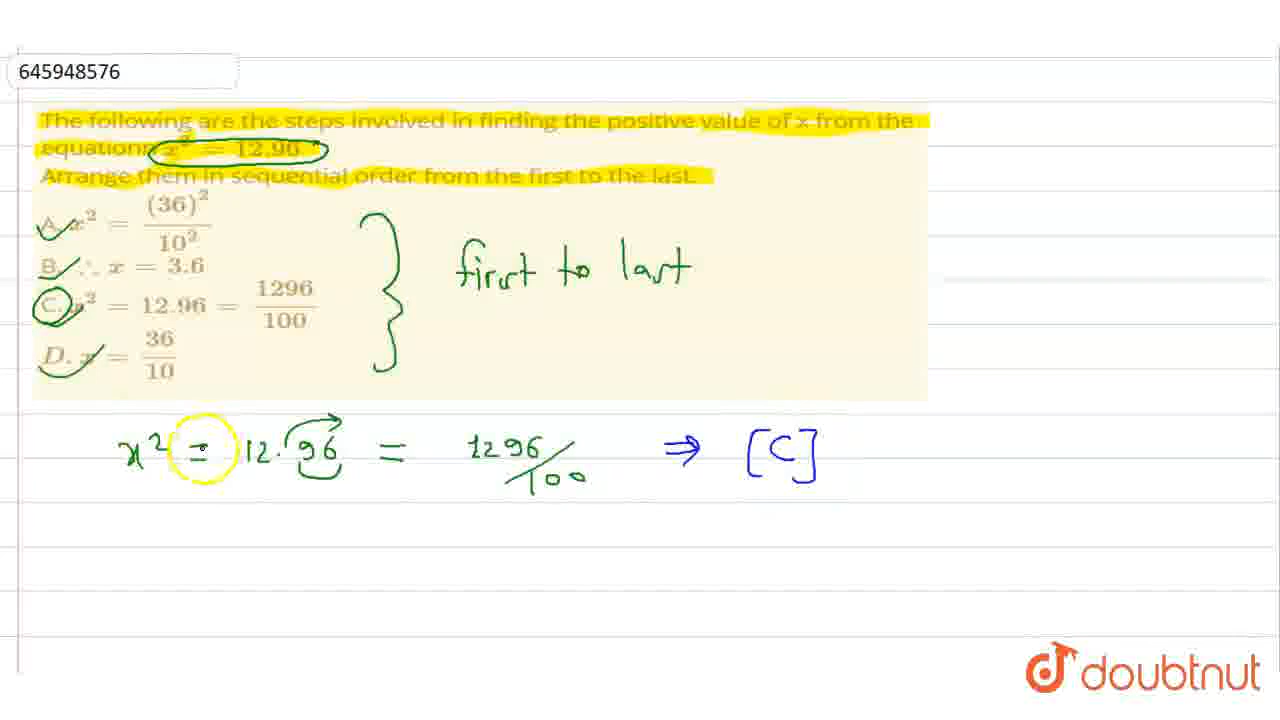 645948576
The following are the steps involved in finding the positive value of x from the
equationn x² = 12.96
Arrange them in sequential order from the first to the last.
A. x² = (36)²/10²
B. ∴ x = 3.6
C. x² = 12.96 = 1296/100
D. x = 36/10
first to last
x² = 12.96 = 1296/100 ⇒ [C]
doubtnut